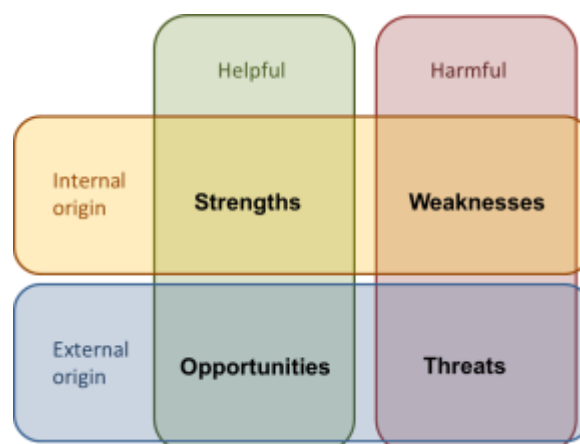 Helpful
Harmful
Internal
origin
Strengths
Weaknesses
External
origin
Opportunities
Threats